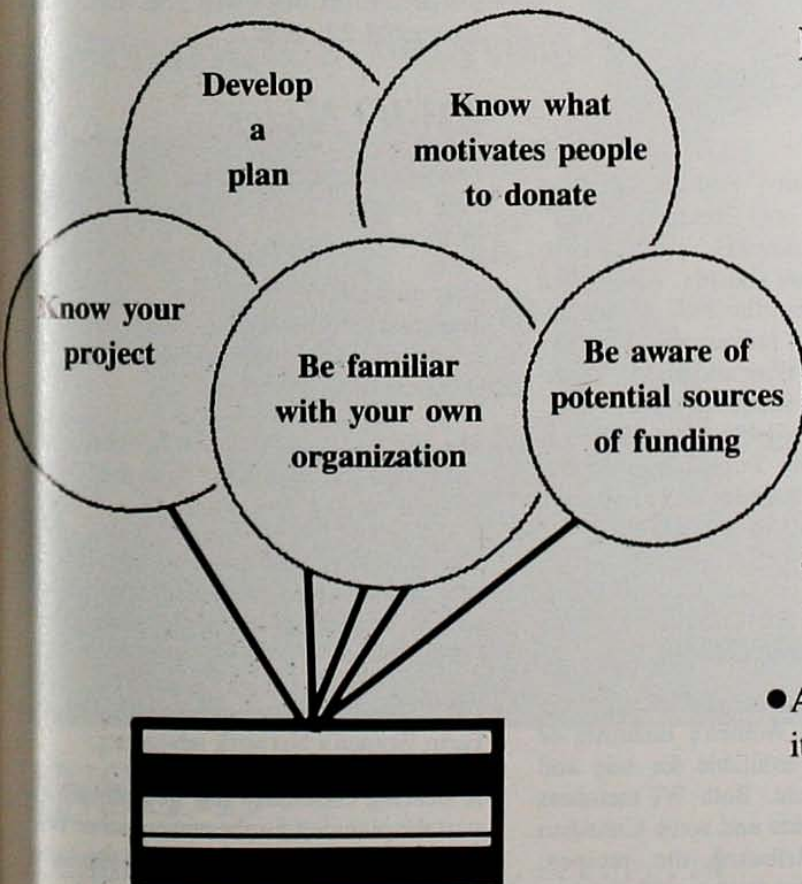 Develop
a
plan
Know what
motivates people
to donate
Know your
project
Be familiar
with your own
organization
Be aware of
potential sources
of funding